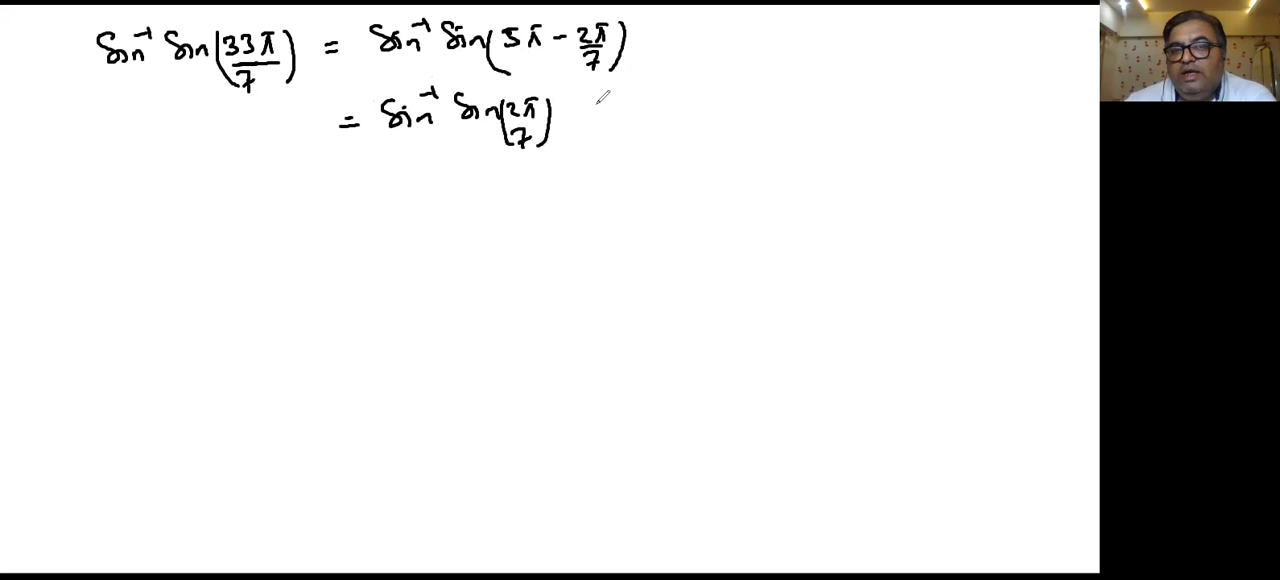 sin⁻¹ sin(33π/7) = sin⁻¹ sin(5π − 2π/7)
= sin⁻¹ sin(2π/7)